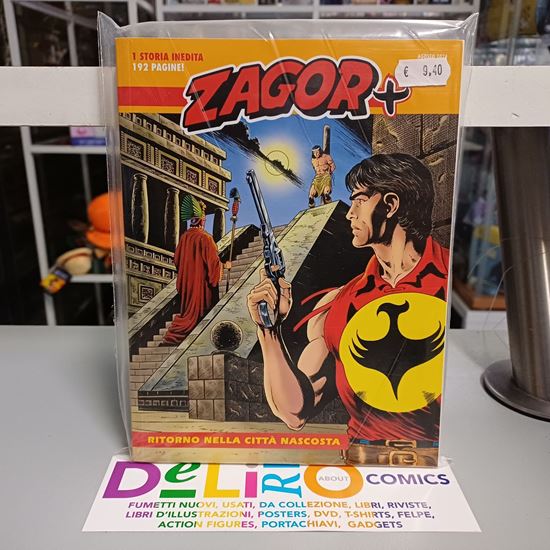 1 STORIA INEDITA
192 PAGINE!
€ 9,40
ZAGOR+
RITORNO NELLA CITTÀ NASCOSTA
DeLiRiO ABOUT COMICS
FUMETTI NUOVI, USATI, DA COLLEZIONE, LIBRI, RIVISTE,
LIBRI D'ILLUSTRAZIONI, POSTERS, DVD, T-SHIRTS, FELPE,
ACTION FIGURES, PORTACHIAVI, GADGETS